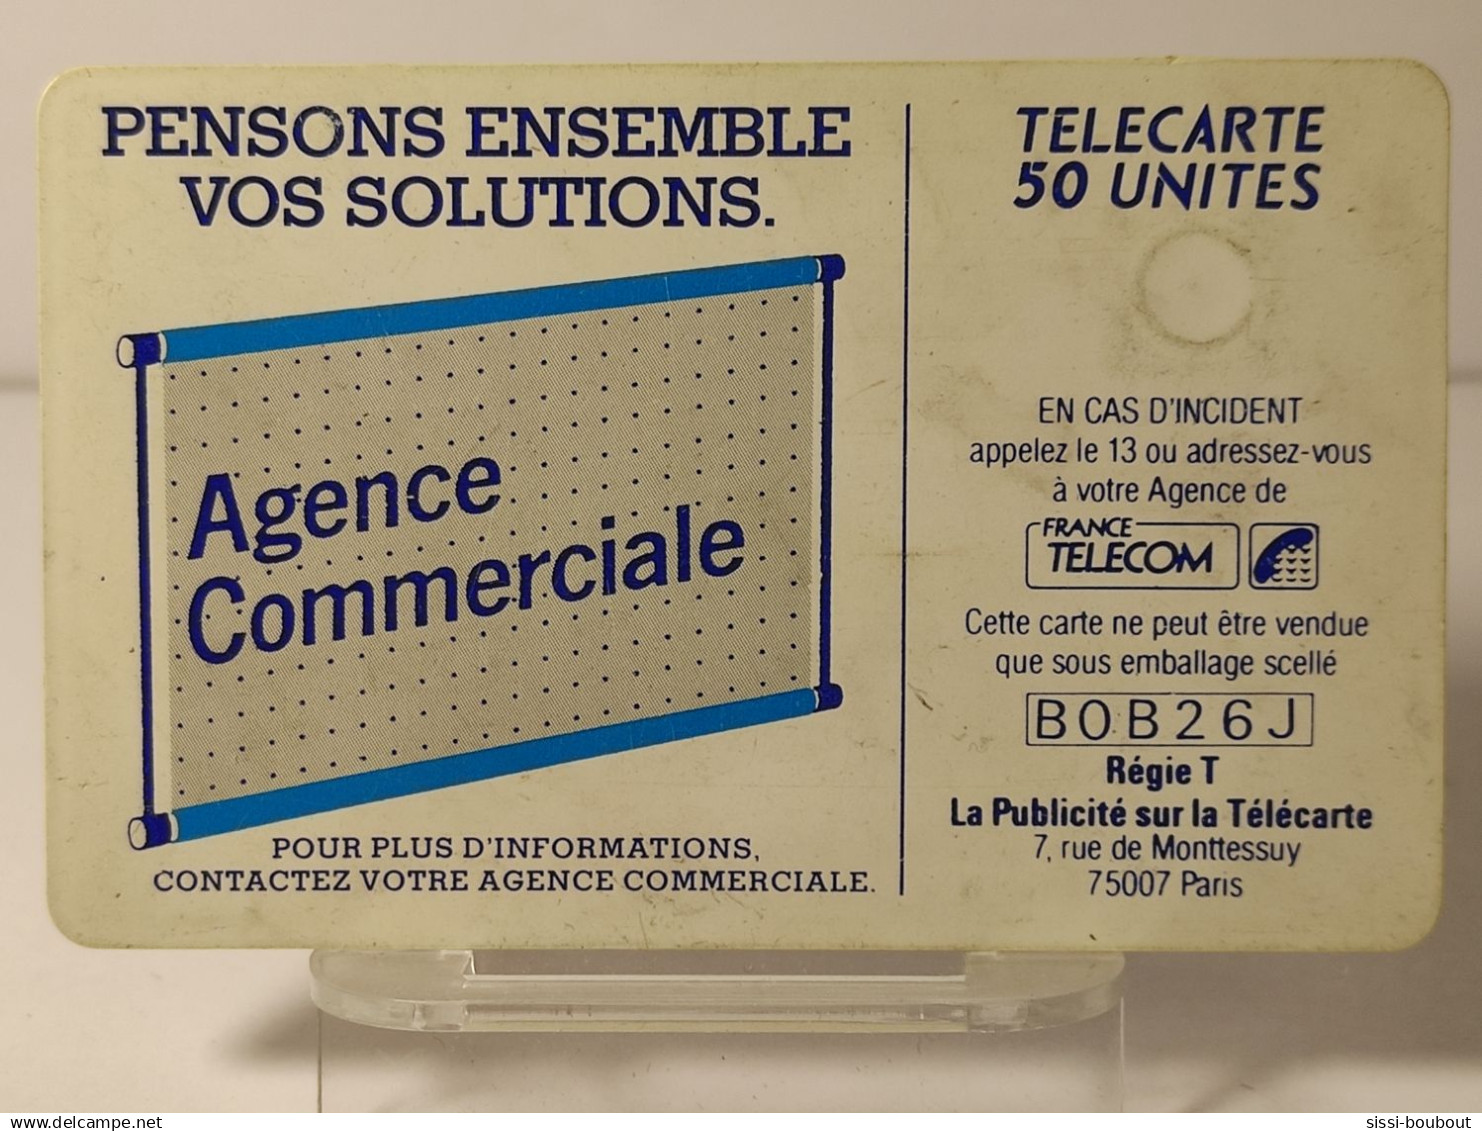 PENSONS ENSEMBLE
VOS SOLUTIONS.
Agence
Commerciale
POUR PLUS D'INFORMATIONS,
CONTACTEZ VOTRE AGENCE COMMERCIALE.
TELECARTE
50 UNITES
EN CAS D'INCIDENT
appelez le 13 ou adressez-vous
à votre Agence de
FRANCE
TELECOM
Cette carte ne peut être vendue
que sous emballage scellé
B0B26J
Régie T
La Publicité sur la Télécarte
7, rue de Monttessuy
75007 Paris
delcampe.net
sissi-boubout